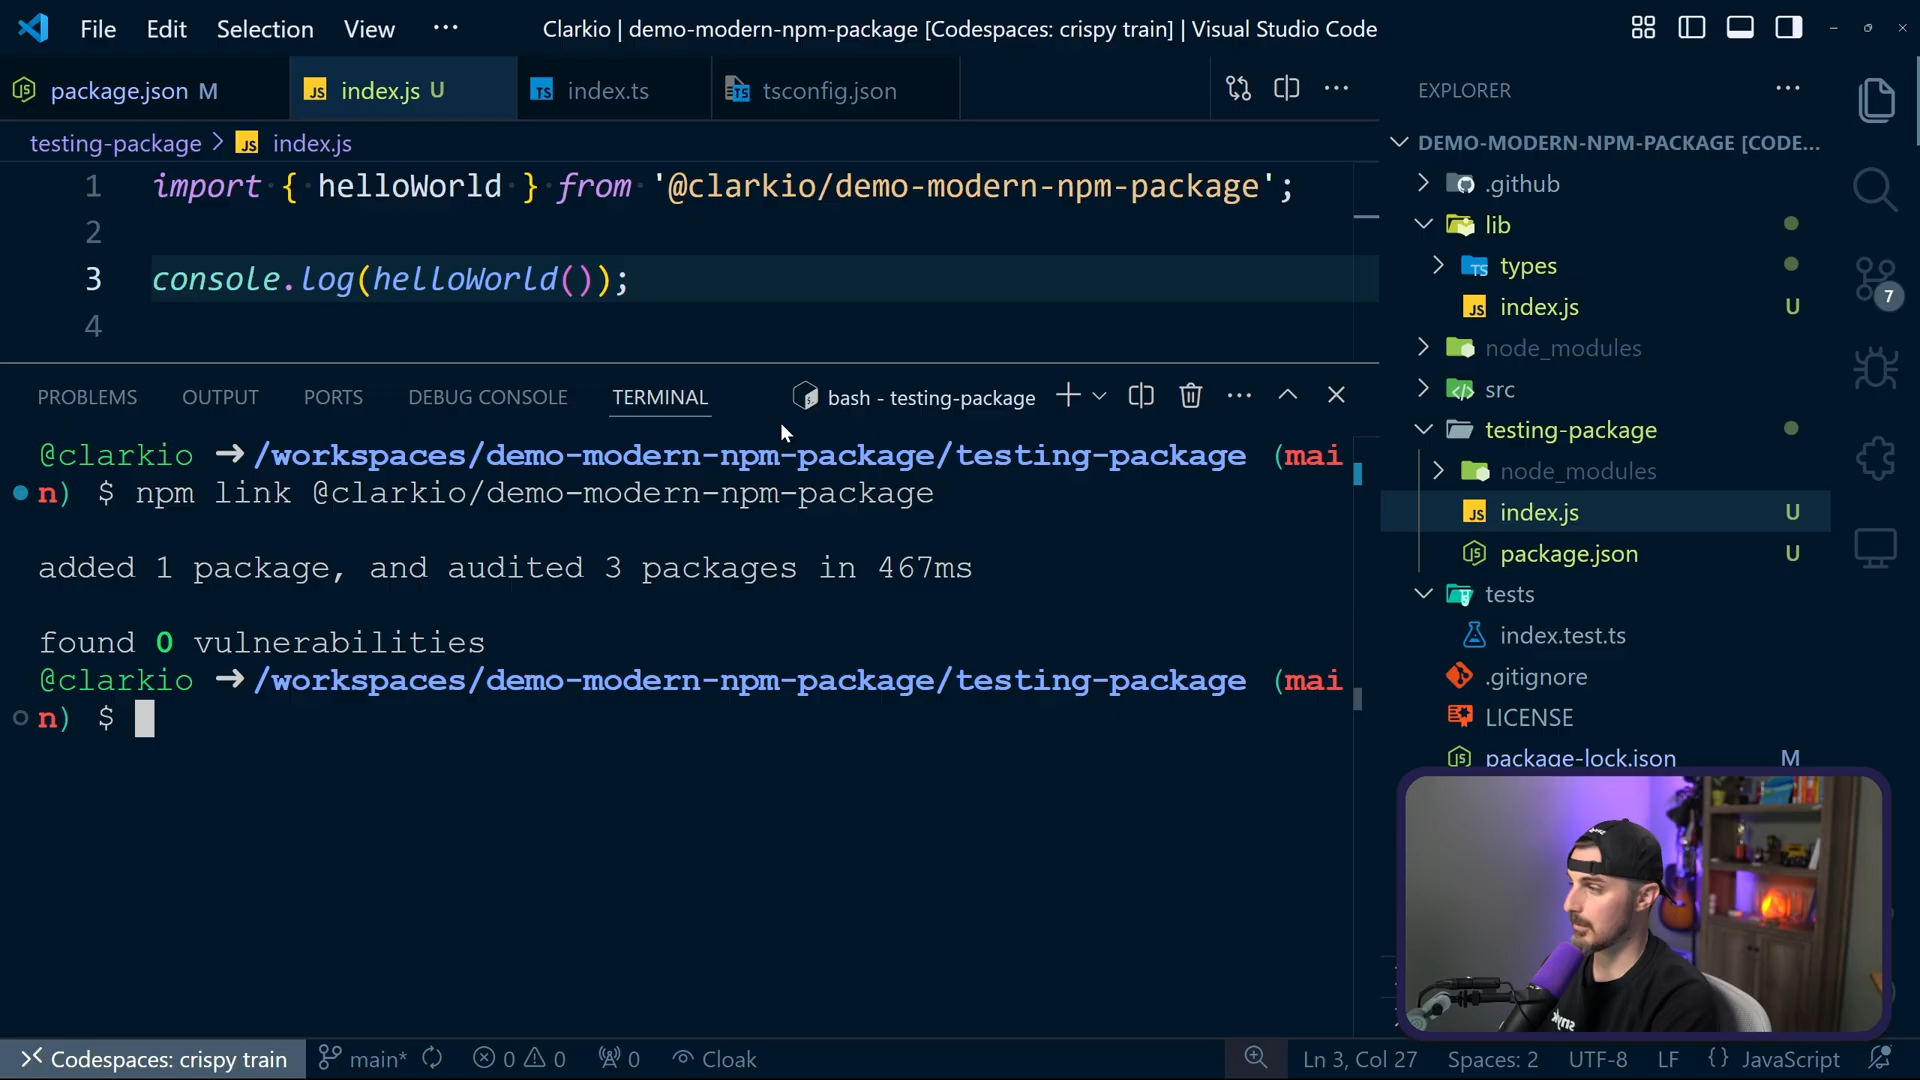 File Edit Selection View ··· Clarkio | demo-modern-npm-package [Codespaces: crispy train] | Visual Studio Code
package.json M
index.js U
index.ts
tsconfig.json
testing-package > index.js
1 import { helloWorld } from '@clarkio/demo-modern-npm-package';
2
3 console.log(helloWorld());
4
PROBLEMS OUTPUT PORTS DEBUG CONSOLE TERMINAL bash - testing-package
@clarkio ➜ /workspaces/demo-modern-npm-package/testing-package (mai
n) $ npm link @clarkio/demo-modern-npm-package
added 1 package, and audited 3 packages in 467ms
found 0 vulnerabilities
@clarkio ➜ /workspaces/demo-modern-npm-package/testing-package (mai
n) $
EXPLORER
DEMO-MODERN-NPM-PACKAGE [CODE...
.github
lib
types
index.js U
node_modules
src
testing-package
node_modules
index.js U
package.json U
tests
index.test.ts
.gitignore
LICENSE
package-lock.json M
7
snyk
Codespaces: crispy train main* 0 0 0 Cloak Ln 3, Col 27 Spaces: 2 UTF-8 LF {} JavaScript